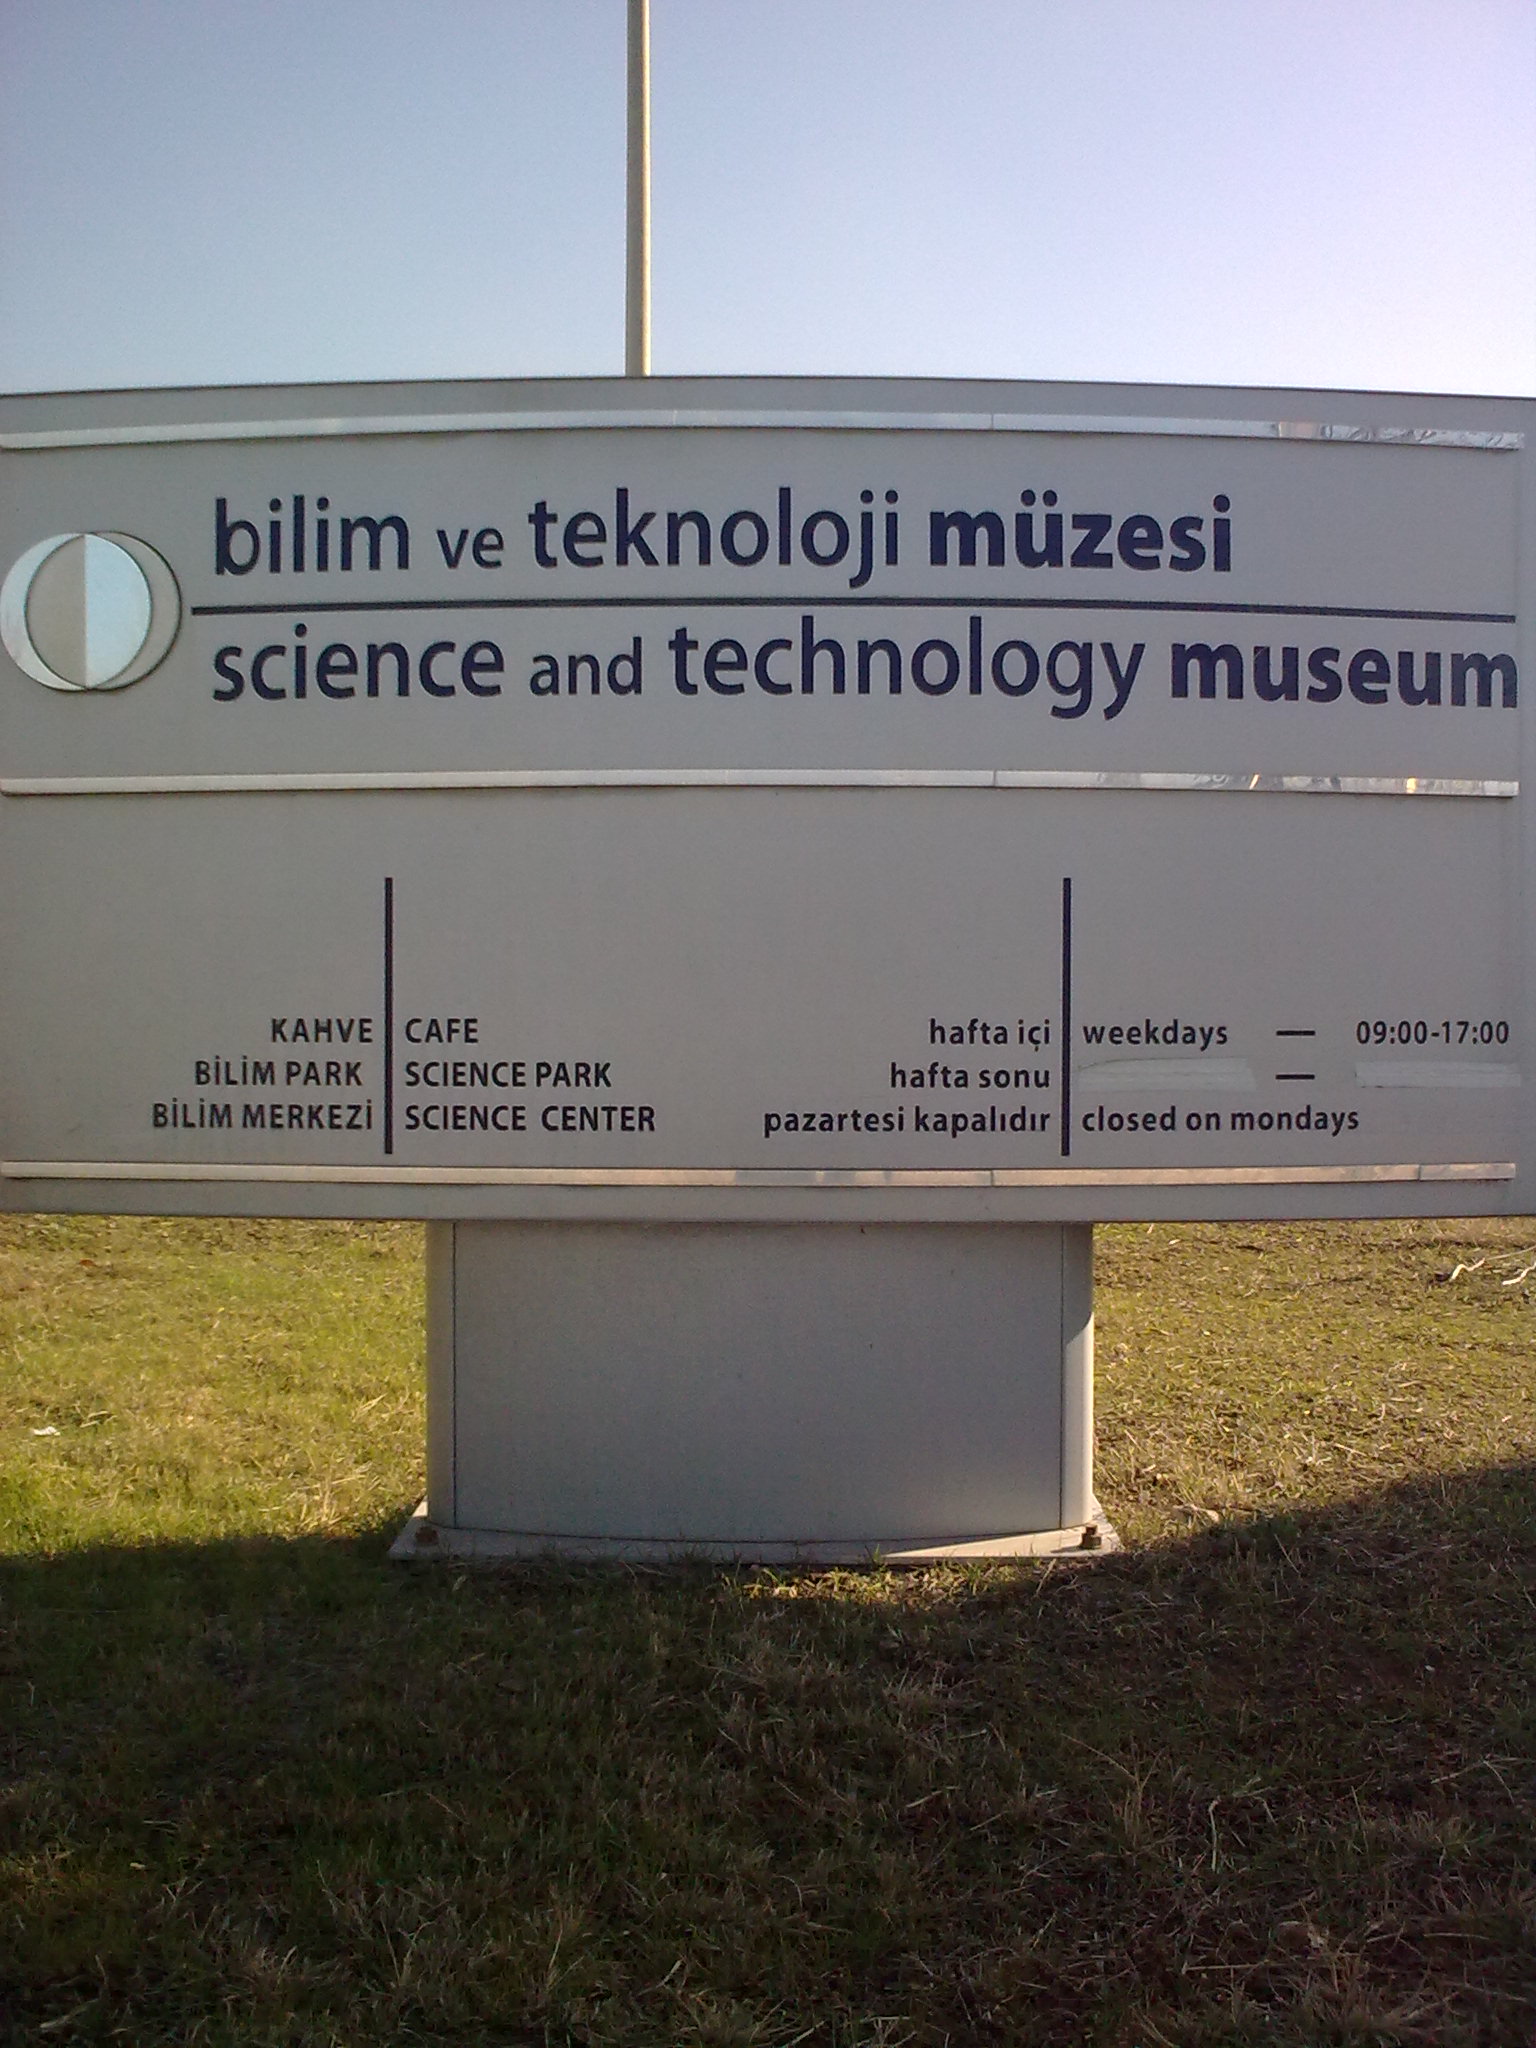 bilim ve teknoloji müzesi
science and technology museum
KAHVE CAFE
BİLİM PARK SCIENCE PARK
BİLİM MERKEZİ SCIENCE CENTER
hafta içi weekdays — 09:00-17:00
hafta sonu —
pazartesi kapalıdır closed on mondays